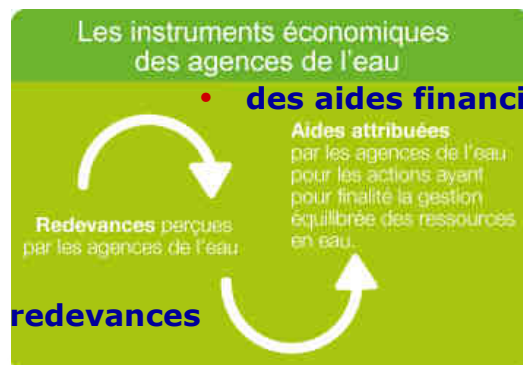 Les instruments économiques
des agences de l'eau
• des aides financi
Aides attribuées
par les agences de l'eau
pour les actions ayant
pour finalité la gestion
équilibrée des ressources
en eau.
Redevances perçues
par les agences de l'eau
redevances